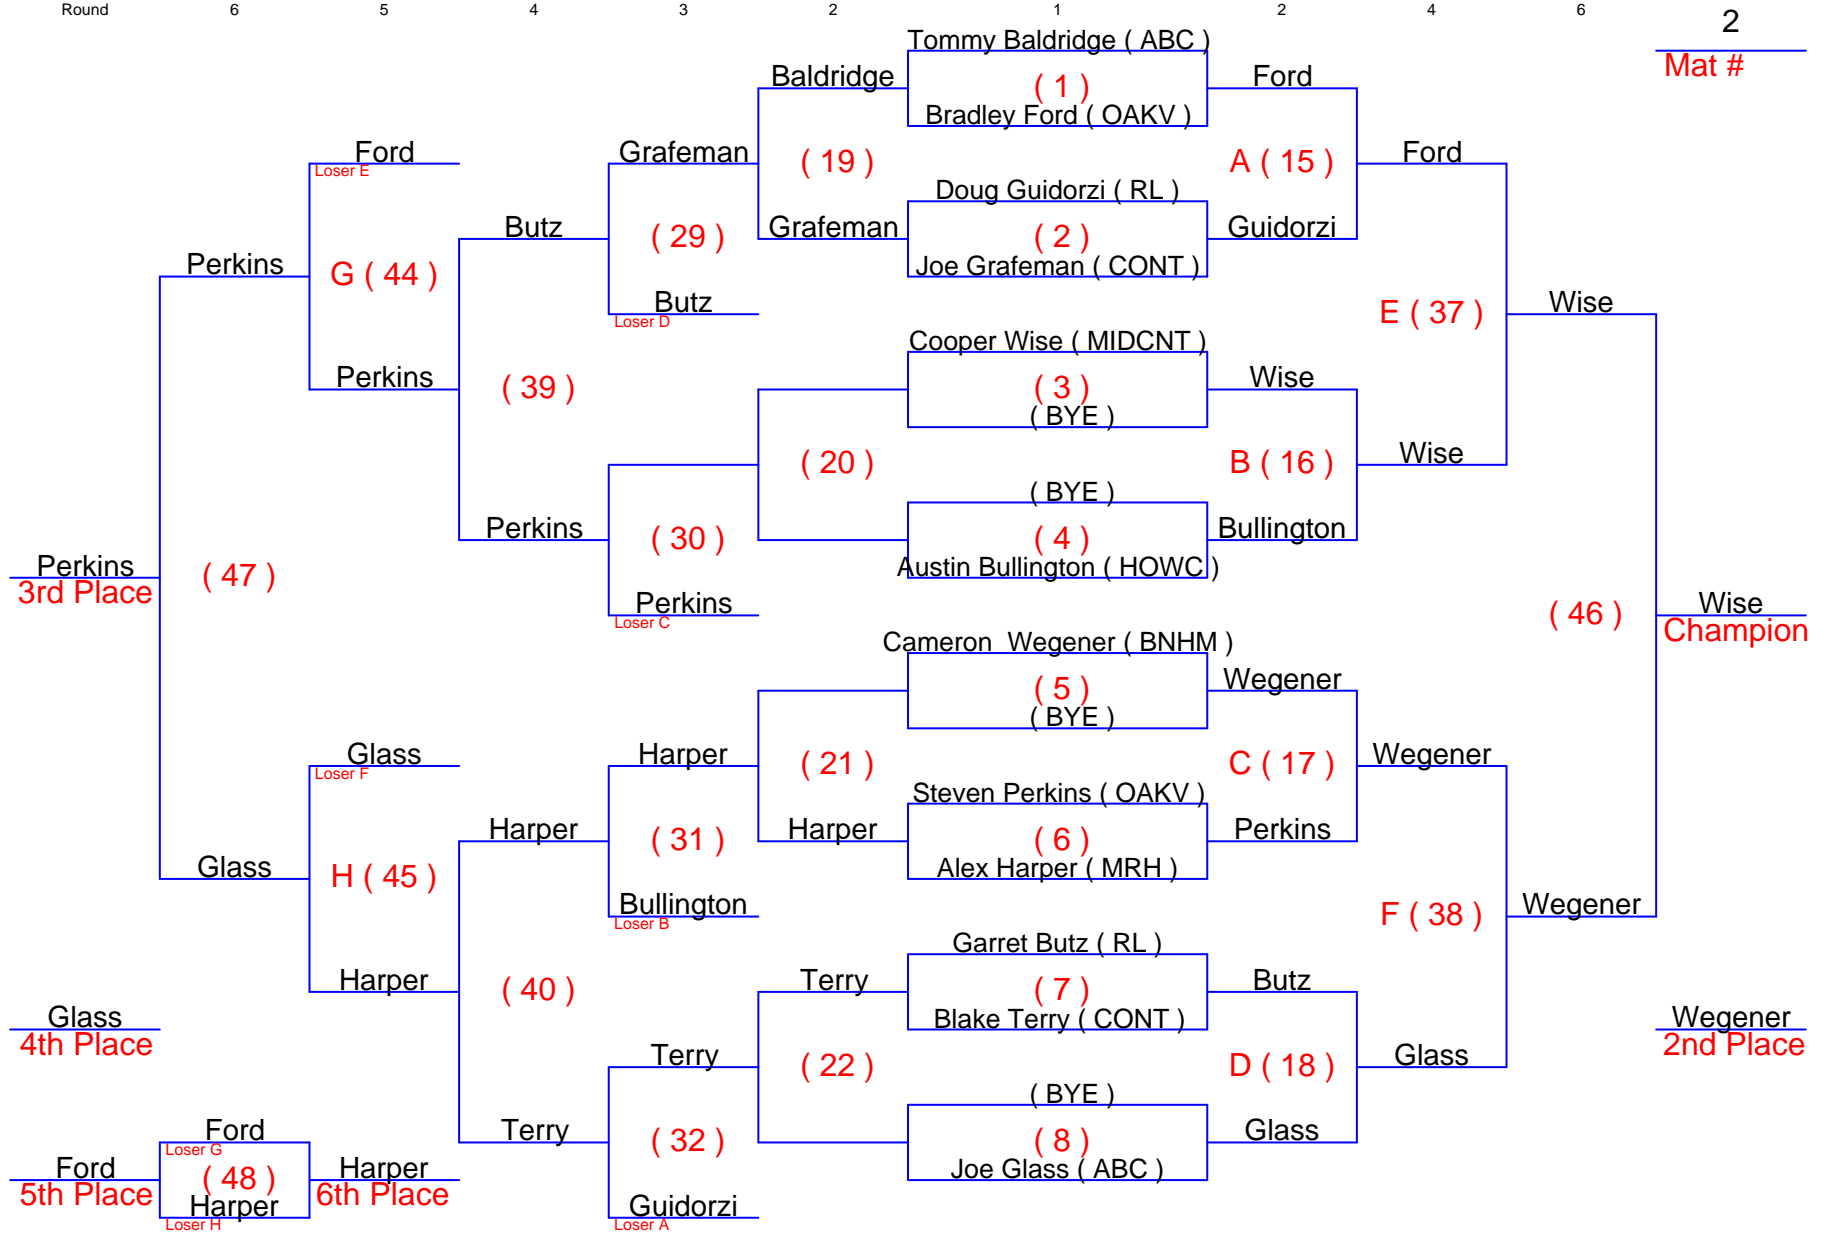 Round 6 5 4 3 2 1 2 4 6
2
Mat #
Tommy Baldridge ( ABC )
Baldridge ( 1 ) Ford
Bradley Ford ( OAKV )
Ford Grafeman ( 19 ) A ( 15 ) Ford
Loser E
Doug Guidorzi ( RL )
Butz ( 29 ) Grafeman ( 2 ) Guidorzi
Perkins G ( 44 ) Joe Grafeman ( CONT )
Butz E ( 37 ) Wise
Loser D
Cooper Wise ( MIDCNT )
Perkins ( 39 ) ( 3 ) Wise
( BYE )
( 20 ) B ( 16 ) Wise
( BYE )
Perkins ( 30 ) ( 4 ) Bullington
Perkins ( 47 ) Austin Bullington ( HOWC )
3rd Place
Perkins ( 46 ) Wise
Loser C Champion
Cameron Wegener ( BNHM )
( 5 ) Wegener
( BYE )
Glass Harper ( 21 ) C ( 17 ) Wegener
Loser F
Steven Perkins ( OAKV )
Harper ( 31 ) Harper ( 6 ) Perkins
Glass H ( 45 ) Alex Harper ( MRH )
Bullington F ( 38 ) Wegener
Loser B
Garret Butz ( RL )
Harper ( 40 ) Terry ( 7 ) Butz
Glass Blake Terry ( CONT ) Wegener
4th Place 2nd Place
Terry ( 22 ) D ( 18 ) Glass
( BYE )
Ford Terry ( 32 ) ( 8 ) Glass
Loser G
Ford ( 48 ) Harper Joe Glass ( ABC )
5th Place 6th Place
Harper Guidorzi
Loser H Loser A